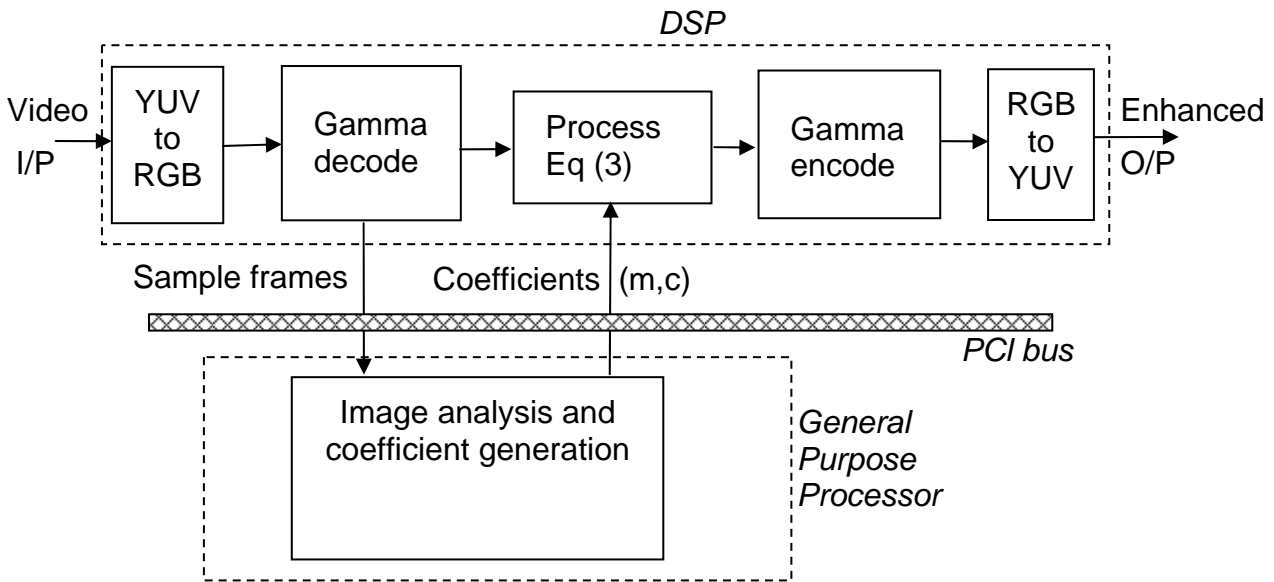 DSP
Video
I/P
YUV
to
RGB
Gamma
decode
Process
Eq (3)
Gamma
encode
RGB
to
YUV
Enhanced
O/P
Sample frames
Coefficients (m,c)
PCI bus
Image analysis and
coefficient generation
General
Purpose
Processor